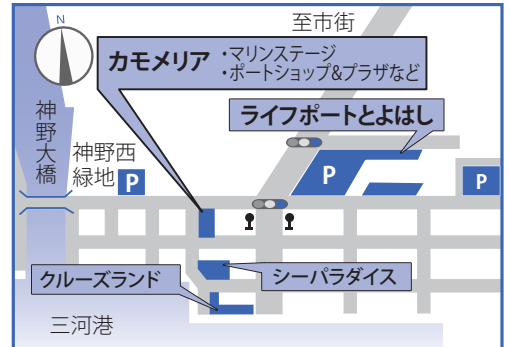 N
至市街
カモメリア
・マリンステージ
・ポートショップ&プラザなど
ライフポートとよはし
神野大橋
神野西
緑地
P
P
P
シーパラダイス
クルーズランド
三河港